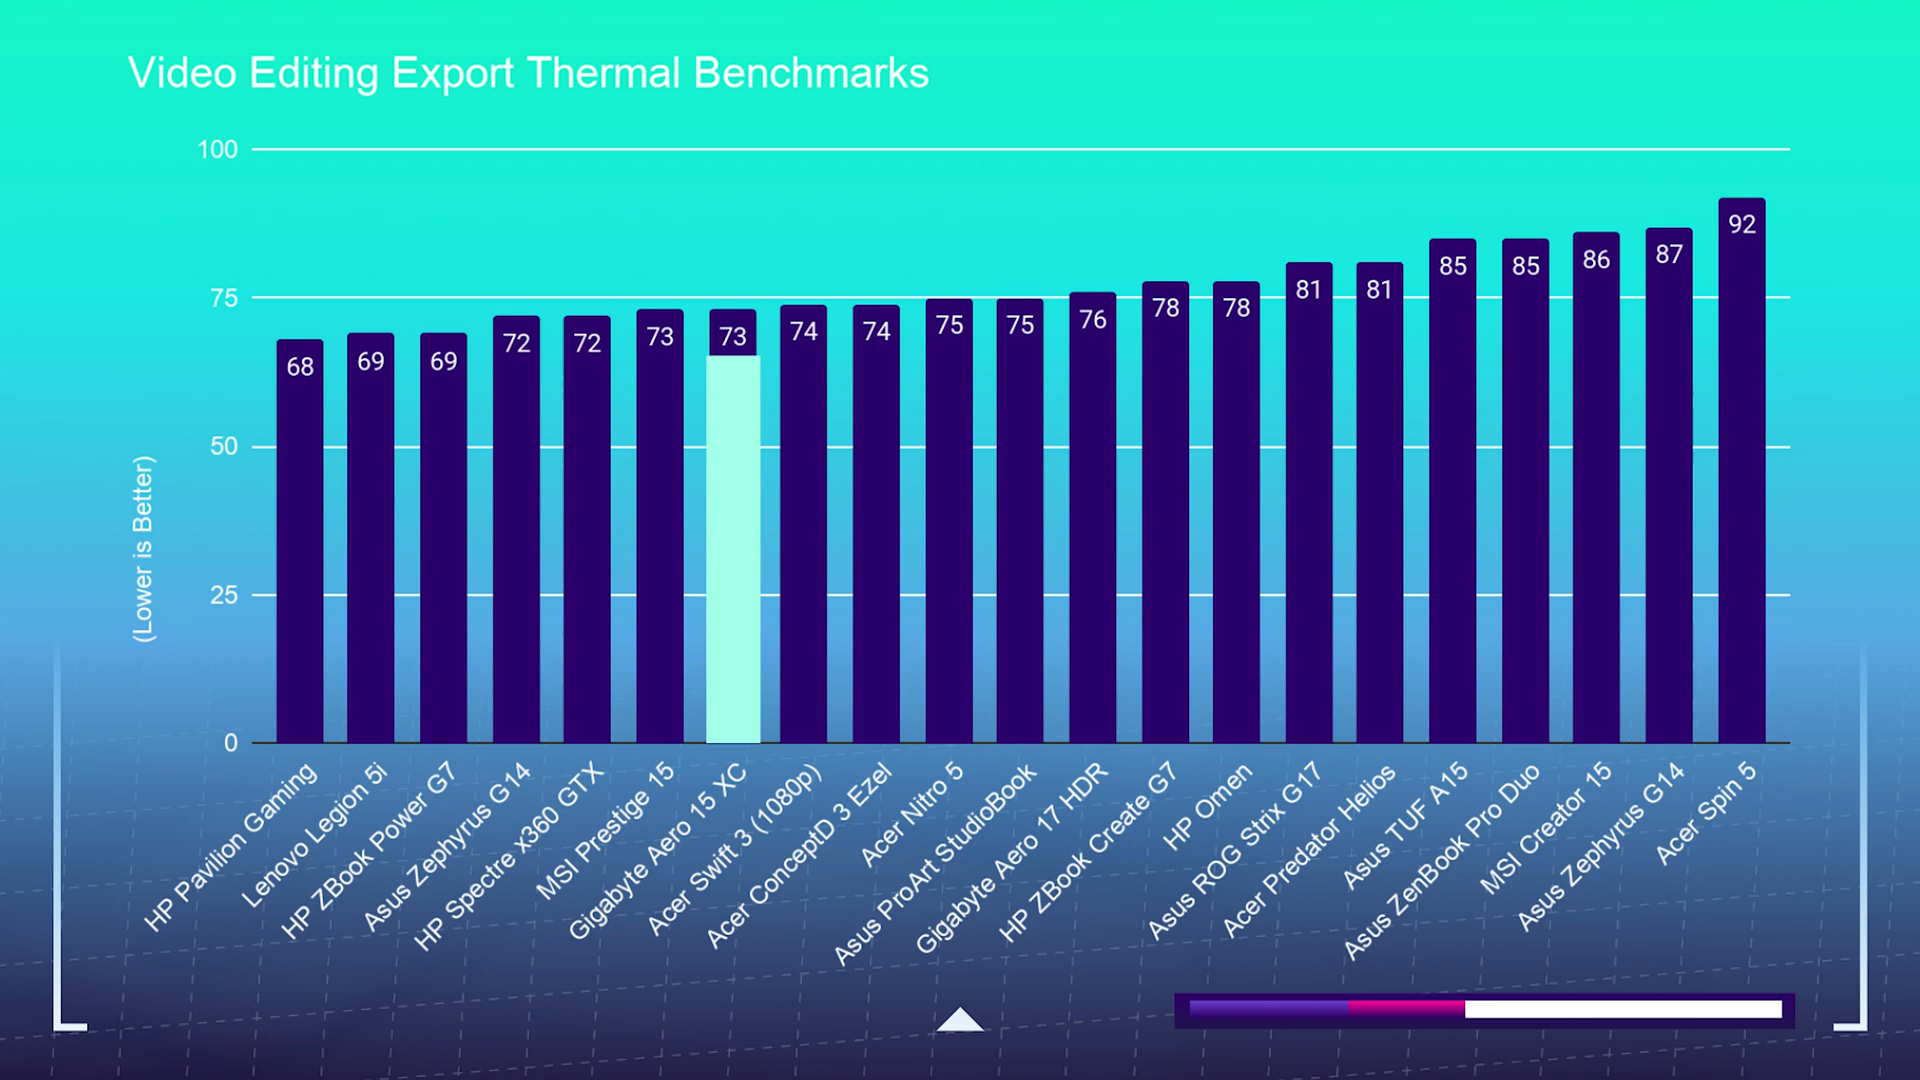 Video Editing Export Thermal Benchmarks
100
75
50
25
0
(Lower is Better)
68
69
69
72
72
73
73
74
74
75
75
76
78
78
81
81
85
85
86
87
92
HP Pavilion Gaming
Lenovo Legion 5i
HP ZBook Power G7
Asus Zephyrus G14
HP Spectre x360 GTX
MSI Prestige 15
Gigabyte Aero 15 XC
Acer Swift 3 (1080p)
Acer ConceptD 3 Ezel
Acer Nitro 5
Asus ProArt StudioBook
Gigabyte Aero 17 HDR
HP ZBook Create G7
HP Omen
Asus ROG Strix G17
Acer Predator Helios
Asus TUF A15
Asus ZenBook Pro Duo
MSI Creator 15
Asus Zephyrus G14
Acer Spin 5